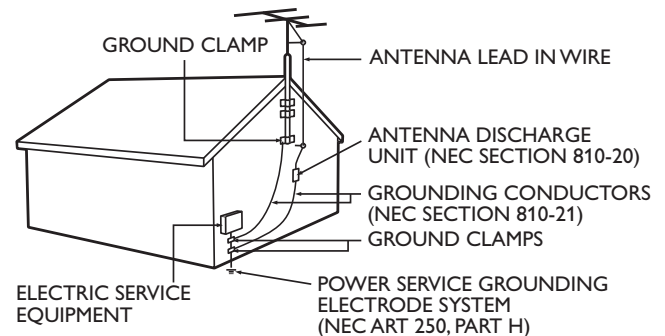 GROUND CLAMP
ANTENNA LEAD IN WIRE
ANTENNA DISCHARGE
UNIT (NEC SECTION 810-20)
GROUNDING CONDUCTORS
(NEC SECTION 810-21)
GROUND CLAMPS
ELECTRIC SERVICE
EQUIPMENT
POWER SERVICE GROUNDING
ELECTRODE SYSTEM
(NEC ART 250, PART H)